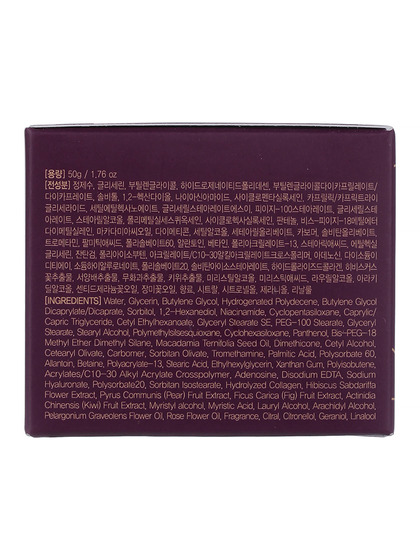 [용량] 50g / 1.76 oz
[전성분] 정제수, 글리세린, 부틸렌글라이콜, 하이드로제네이티드폴리데센, 부틸렌글라이콜다이카프릴레이트/
다이카프레이트, 솔비톨, 1,2-헥산다이올, 나이아신아마이드, 사이클로펜타실록세인, 카프릴릭/카프릭트라이
글리세라이드, 세틸에틸헥사노에이트, 글리세릴스테아레이트에스이, 피이지-100스테아레이트, 글리세릴스테
아레이트, 스테아릴알코올, 폴리메틸실세스퀴옥세인, 사이클로헥사실록세인, 판테놀, 비스-피이지-18메틸에터
다이메틸실레인, 마카다미아씨오일, 다이메티콘, 세틸알코올, 세테아릴올리베이트, 카보머, 솔비탄올리베이트,
트로메타민, 팔미틱애씨드, 폴리솔베이트60, 알란토인, 베타인, 폴리아크릴레이트-13, 스테아릭애씨드, 에틸헥실
글리세린, 잔탄검, 폴리아이소부텐, 아크릴레이트/C10-30알킬아크릴레이트크로스폴리머, 아데노신, 다이소듐이
디티에이, 소듐하이알루로네이트, 폴리솔베이트20, 솔비탄아이소스테아레이트, 하이드롤라이즈드콜라겐, 히비스커스
꽃추출물, 서양배추출물, 무화과추출물, 키위추출물, 미리스틸알코올, 미리스틱애씨드, 라우릴알코올, 아라키
딜알코올, 센티드제라늄꽃오일, 장미꽃오일, 향료, 시트랄, 시트로넬올, 제라니올, 리날룰
[INGREDIENTS] Water, Glycerin, Butylene Glycol, Hydrogenated Polydecene, Butylene Glycol
Dicaprylate/Dicaprate, Sorbitol, 1,2-Hexanediol, Niacinamide, Cyclopentasiloxane, Caprylic/
Capric Triglyceride, Cetyl Ethylhexanoate, Glyceryl Stearate SE, PEG-100 Stearate, Glyceryl
Stearate, Stearyl Alcohol, Polymethylsilsesquioxane, Cyclohexasiloxane, Panthenol, Bis-PEG-18
Methyl Ether Dimethyl Silane, Macadamia Ternifolia Seed Oil, Dimethicone, Cetyl Alcohol,
Cetearyl Olivate, Carbomer, Sorbitan Olivate, Tromethamine, Palmitic Acid, Polysorbate 60,
Allantoin, Betaine, Polyacrylate-13, Stearic Acid, Ethylhexylglycerin, Xanthan Gum, Polyisobutene,
Acrylates/C10-30 Alkyl Acrylate Crosspolymer, Adenosine, Disodium EDTA, Sodium
Hyaluronate, Polysorbate20, Sorbitan Isostearate, Hydrolyzed Collagen, Hibiscus Sabdariffa
Flower Extract, Pyrus Communis (Pear) Fruit Extract, Ficus Carica (Fig) Fruit Extract, Actinidia
Chinensis (Kiwi) Fruit Extract, Myristyl alcohol, Myristic Acid, Lauryl Alcohol, Arachidyl Alcohol,
Pelargonium Graveolens Flower Oil, Rose Flower Oil, Fragrance, Citral, Citronellol, Geraniol, Linalool